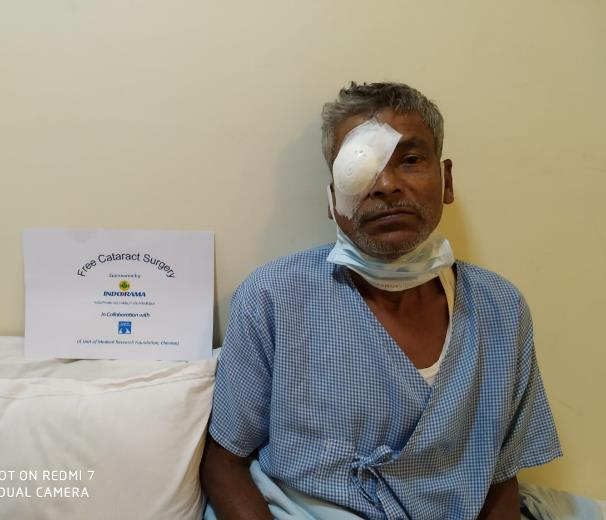 Free Cataract Surgery
Sponsored by
INDORAMA
In Collaboration with
(A Unit of Medical Research Foundation, Chennai)
OT ON REDMI 7
DUAL CAMERA